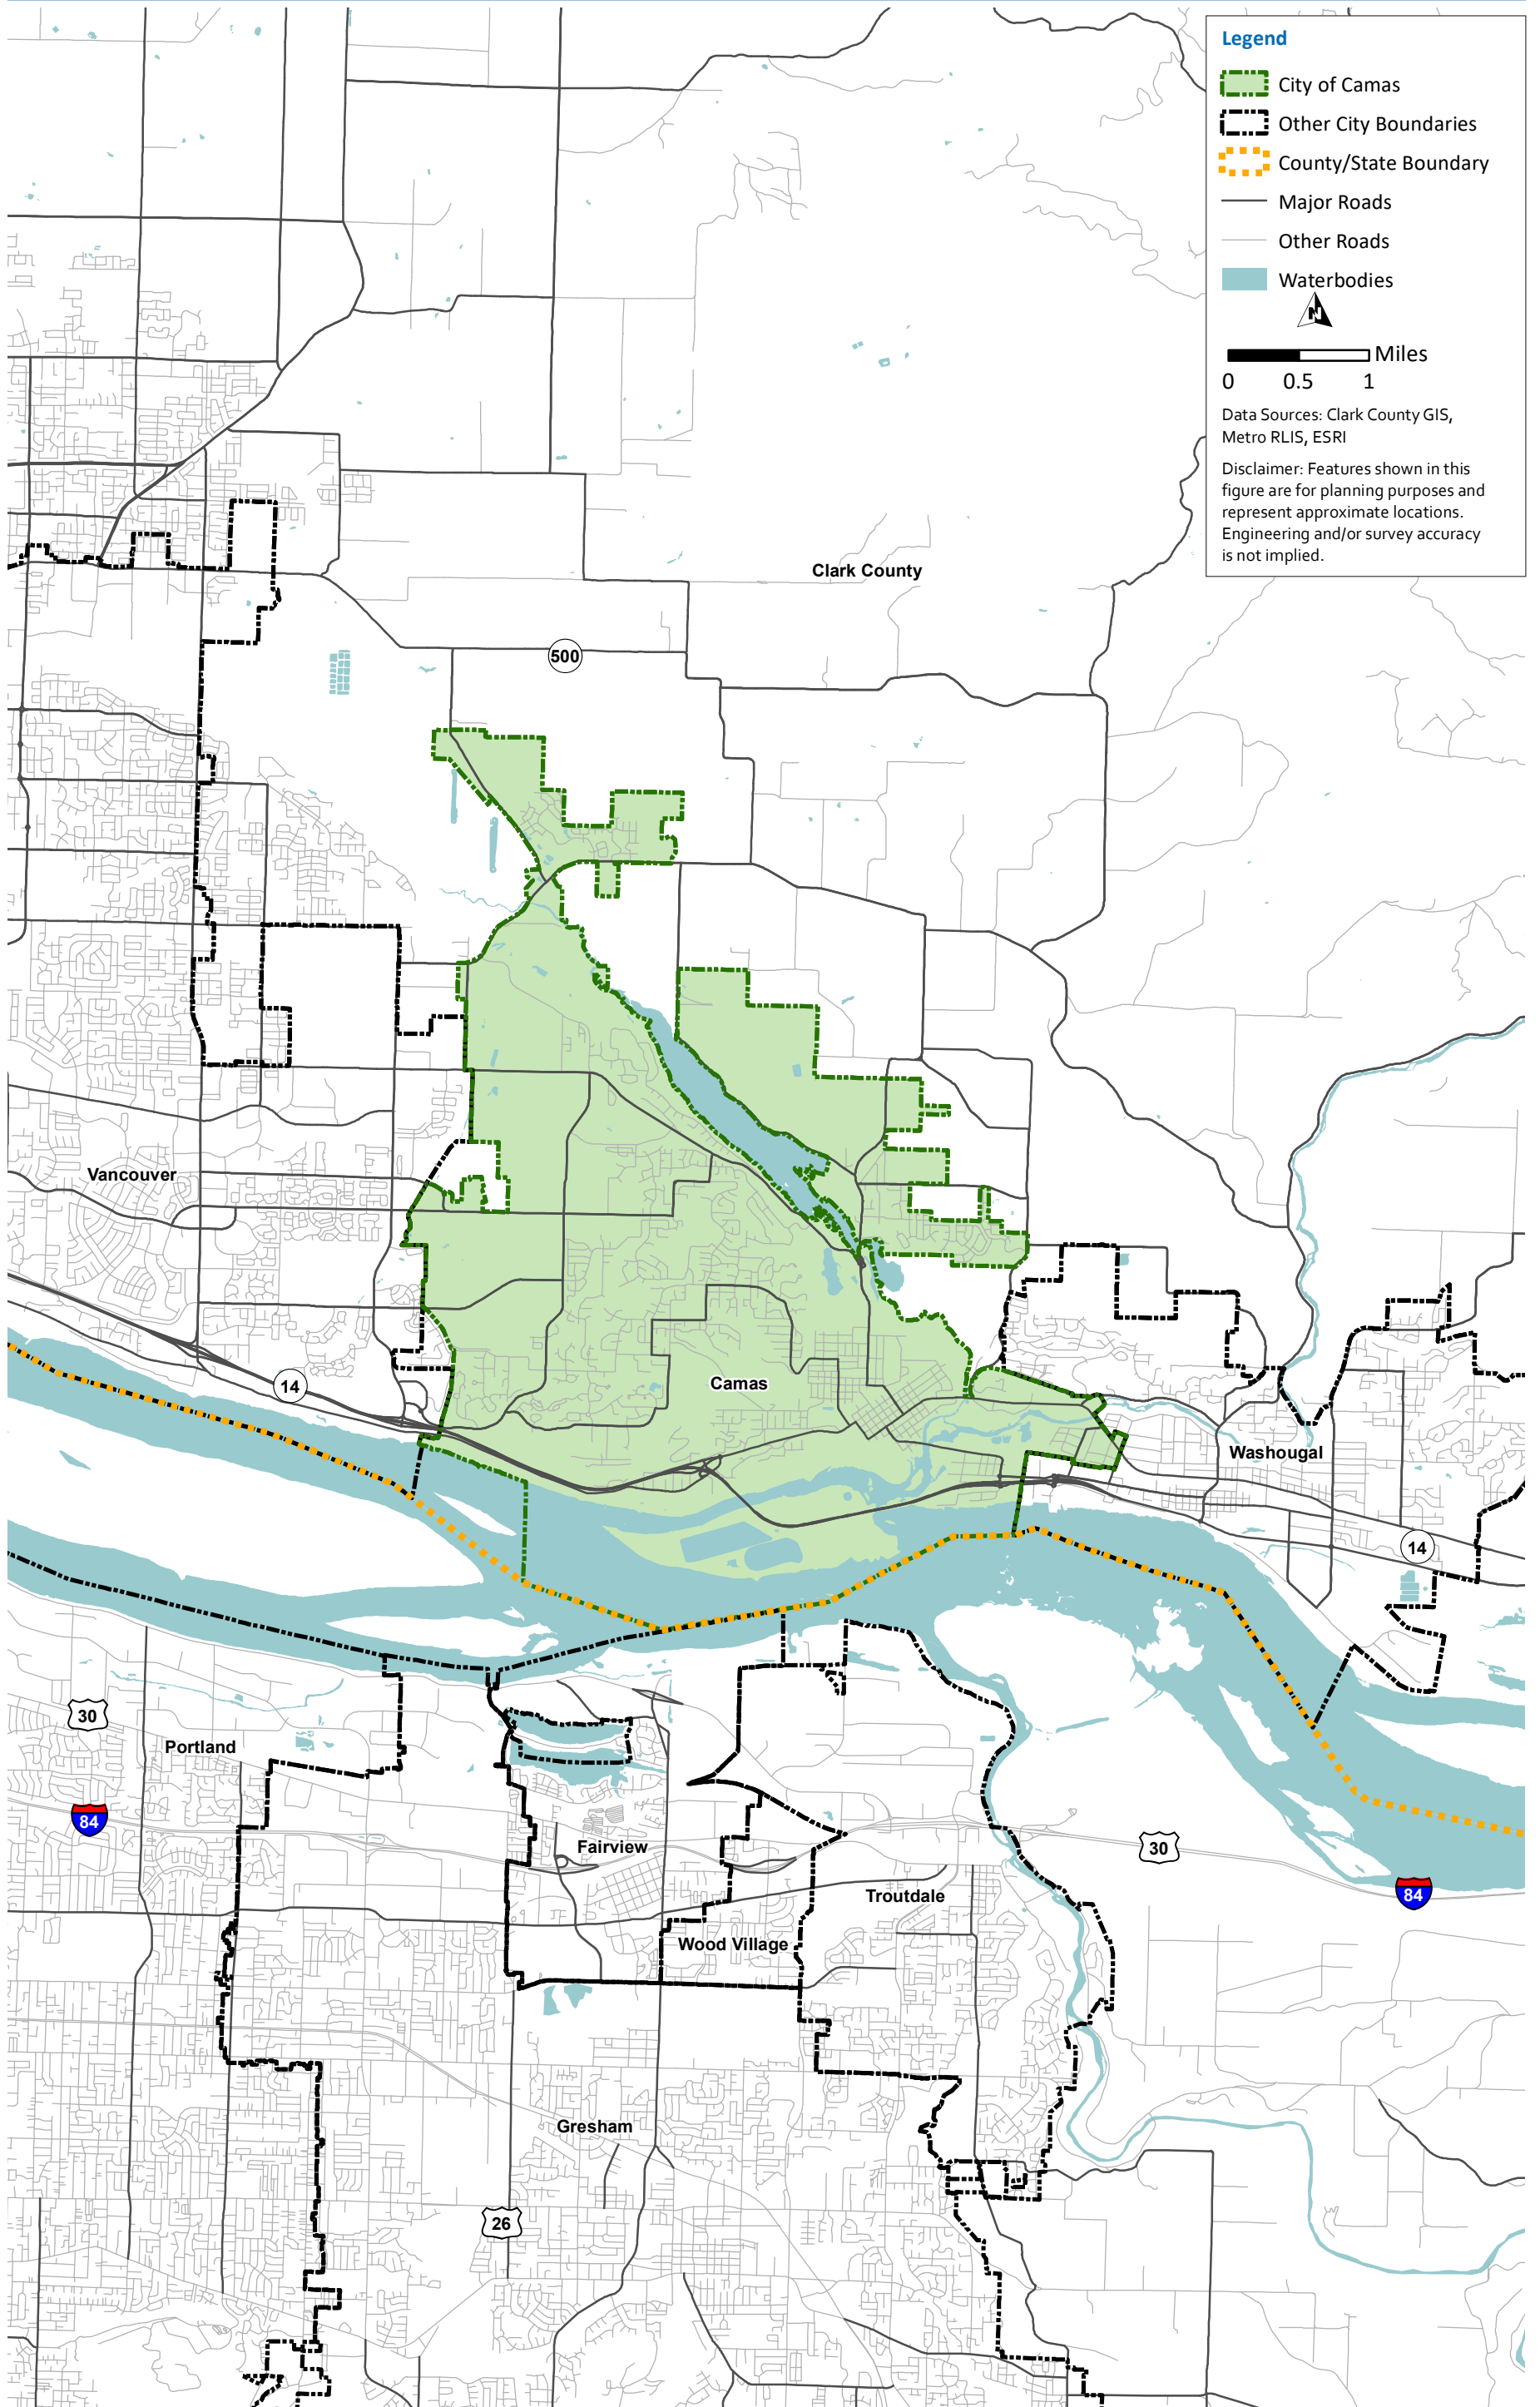 Legend
City of Camas
Other City Boundaries
County/State Boundary
Major Roads
Other Roads
Waterbodies
N
Miles
0 0.5 1
Data Sources: Clark County GIS,
Metro RLIS, ESRI
Disclaimer: Features shown in this
figure are for planning purposes and
represent approximate locations.
Engineering and/or survey accuracy
is not implied.
Clark County
500
Vancouver
14
Camas
Washougal
14
30
Portland
84
Fairview
30
Troutdale
84
Wood Village
Gresham
26